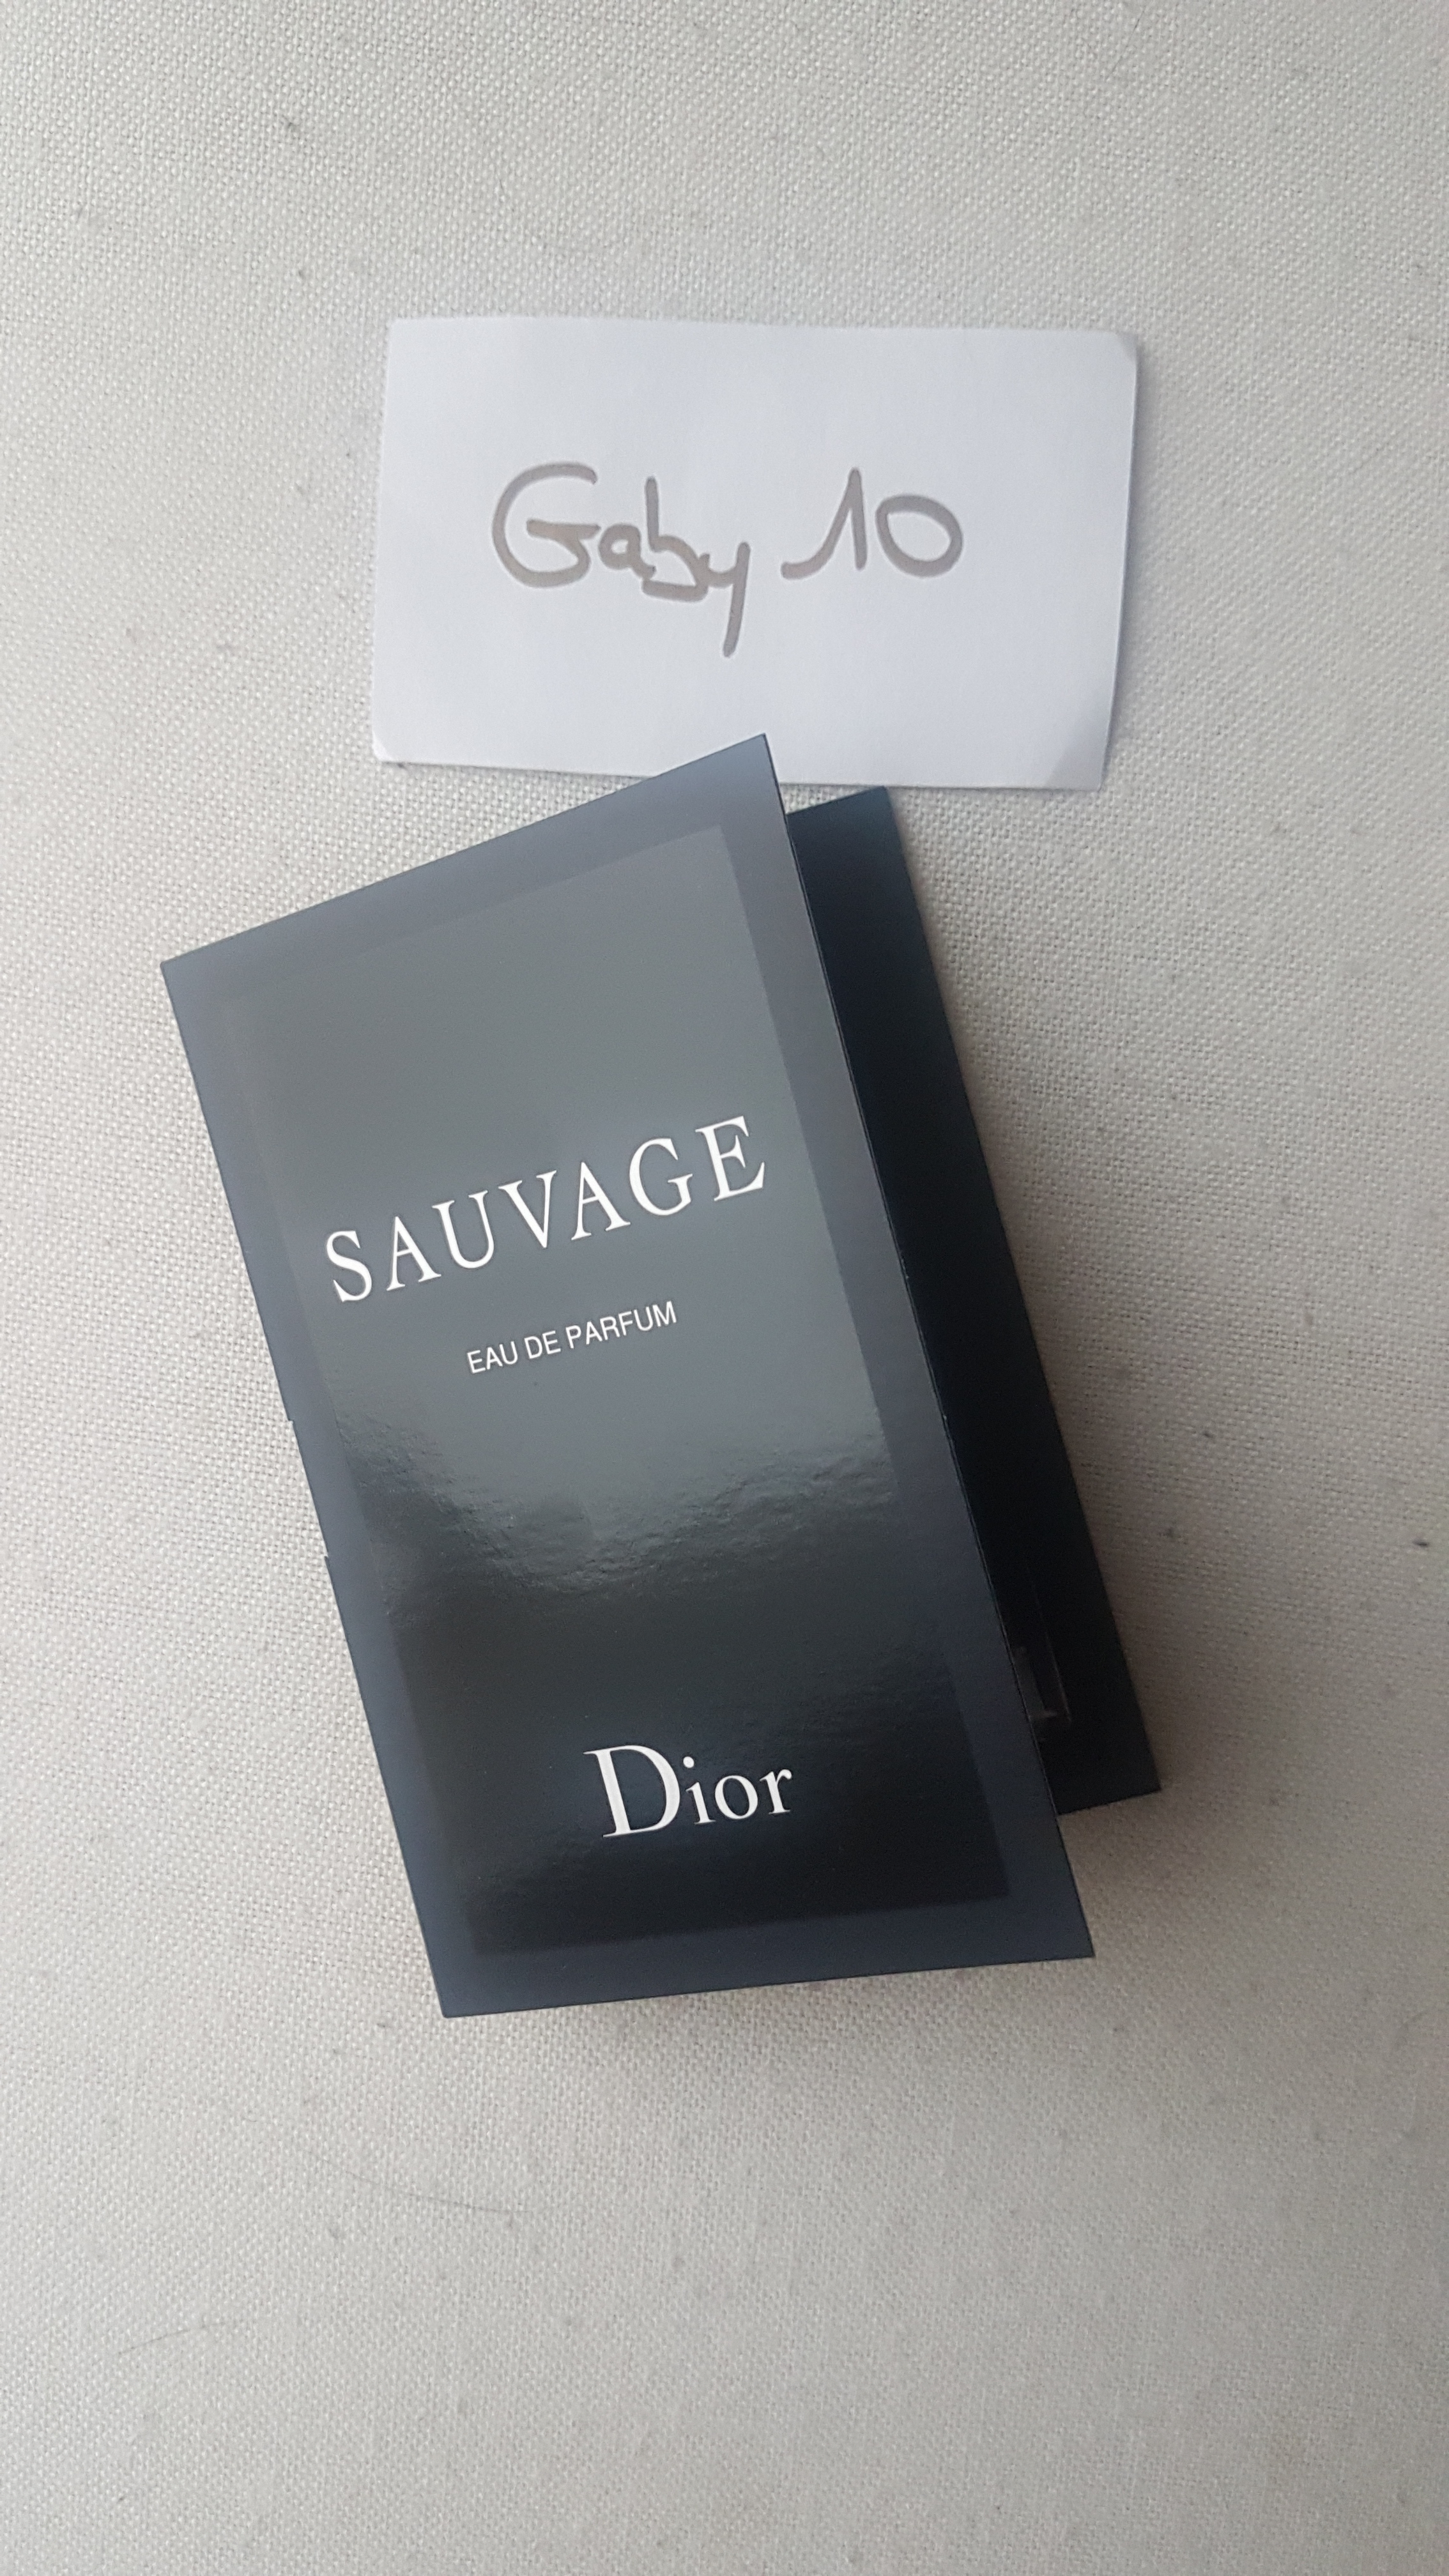 Gaby 10
SAUVAGE
EAU DE PARFUM
Dior